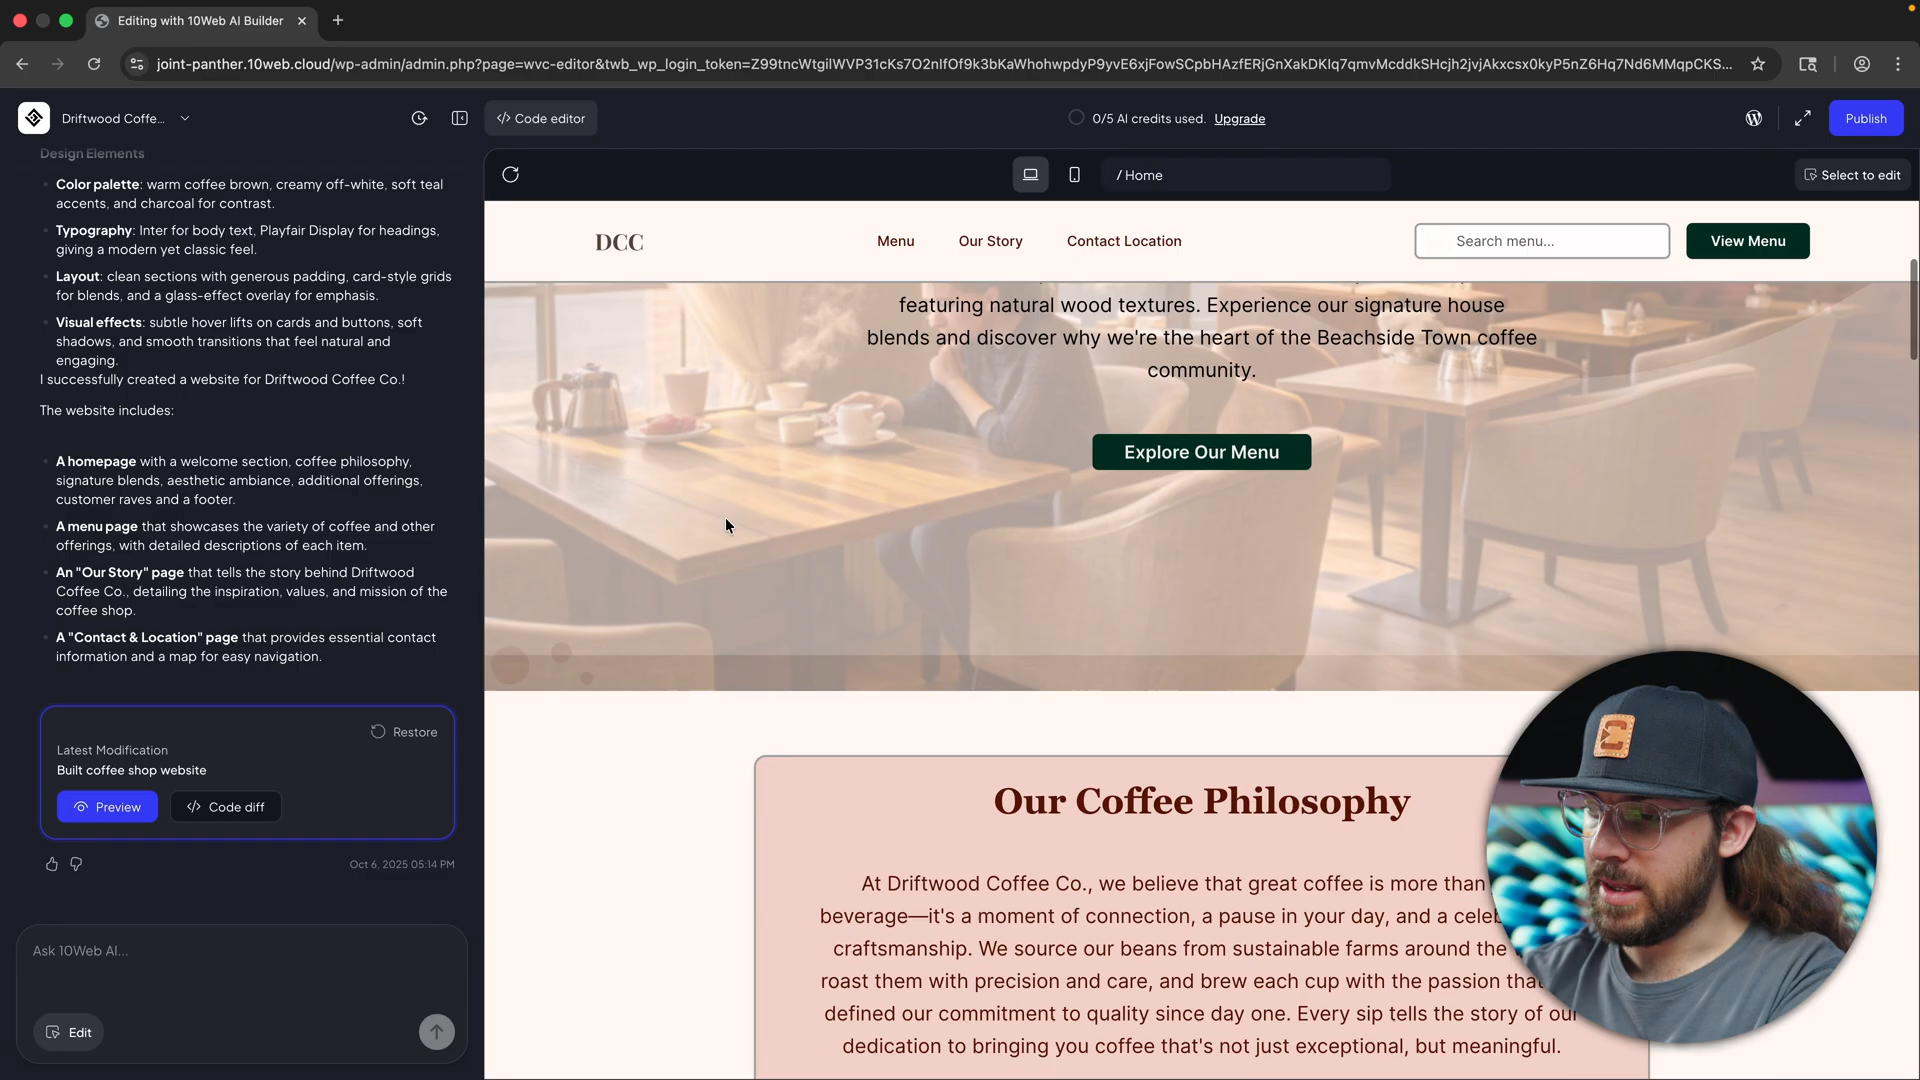 Editing with 10Web AI Builder
joint-panther.10web.cloud/wp-admin/admin.php?page=wvc-editor&twb_wp_login_token=Z99tncWtgiIWVP31cKs7O2nIfOf9k3bKaWhohwpdyP9yvE6xjFowSCpbHAzfERjGnXakDKIq7qmvMcddkSHcjh2jvjAkxcsx0kyP5nZ6Hq7Nd6MMqpCKS...
Driftwood Coffe...
Code editor
0/5 AI credits used. Upgrade
Publish
/ Home
Select to edit
Design Elements
Color palette: warm coffee brown, creamy off-white, soft teal
accents, and charcoal for contrast.
Typography: Inter for body text, Playfair Display for headings,
giving a modern yet classic feel.
Layout: clean sections with generous padding, card-style grids
for blends, and a glass-effect overlay for emphasis.
Visual effects: subtle hover lifts on cards and buttons, soft
shadows, and smooth transitions that feel natural and
engaging.
I successfully created a website for Driftwood Coffee Co.!
The website includes:
A homepage with a welcome section, coffee philosophy,
signature blends, aesthetic ambiance, additional offerings,
customer raves and a footer.
A menu page that showcases the variety of coffee and other
offerings, with detailed descriptions of each item.
An "Our Story" page that tells the story behind Driftwood
Coffee Co., detailing the inspiration, values, and mission of the
coffee shop.
A "Contact & Location" page that provides essential contact
information and a map for easy navigation.
Restore
Latest Modification
Built coffee shop website
Preview
Code diff
Oct 6, 2025 05:14 PM
Ask 10Web AI...
Edit
DCC
Menu
Our Story
Contact Location
Search menu...
View Menu
featuring natural wood textures. Experience our signature house
blends and discover why we're the heart of the Beachside Town coffee
community.
Explore Our Menu
Our Coffee Philosophy
At Driftwood Coffee Co., we believe that great coffee is more than
beverage—it's a moment of connection, a pause in your day, and a
craftsmanship. We source our beans from sustainable farms around the
roast them with precision and care, and brew each cup with the passion that
defined our commitment to quality since day one. Every sip tells the story of our
dedication to bringing you coffee that's not just exceptional, but meaningful.